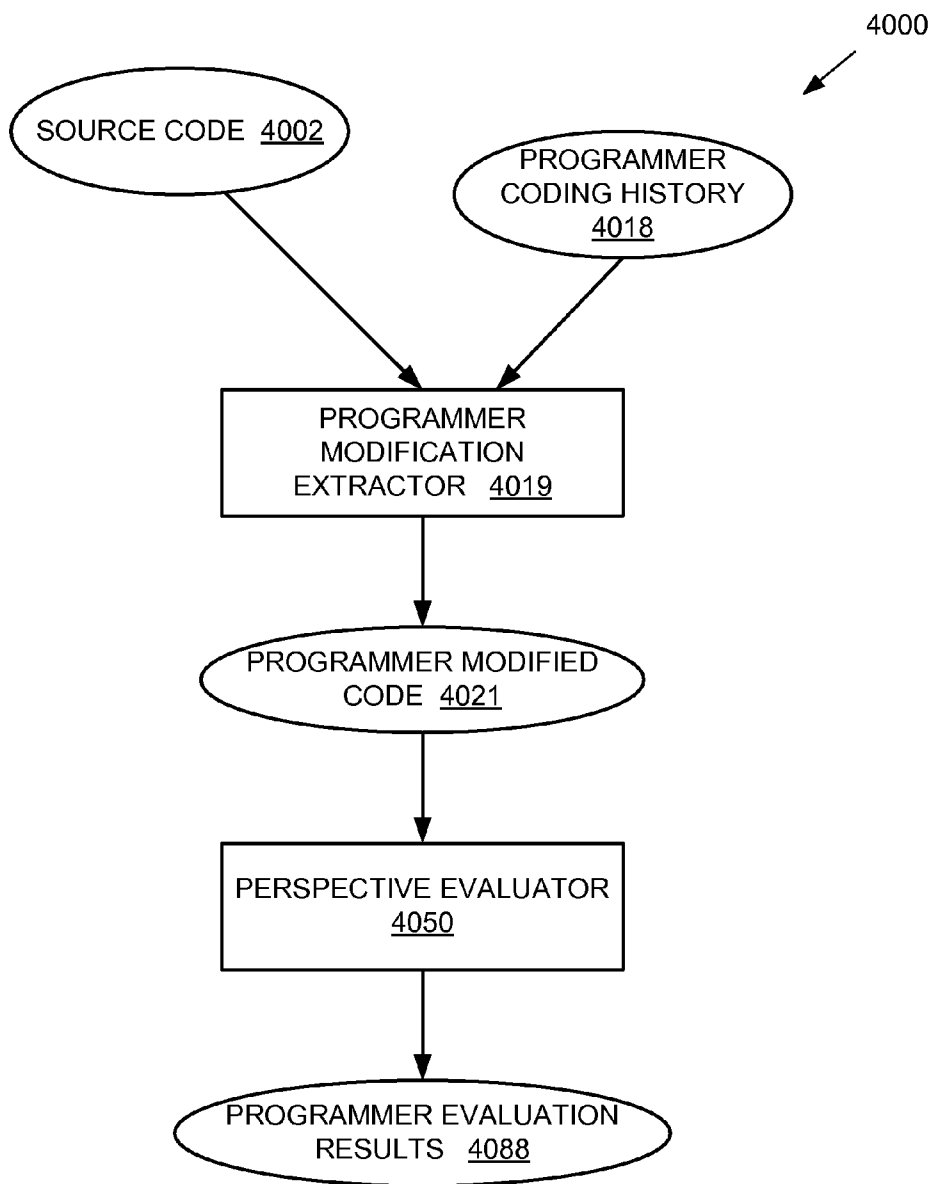 4000
SOURCE CODE 4002
PROGRAMMER
CODING HISTORY
4018
PROGRAMMER
MODIFICATION
EXTRACTOR 4019
PROGRAMMER MODIFIED
CODE 4021
PERSPECTIVE EVALUATOR
4050
PROGRAMMER EVALUATION
RESULTS 4088